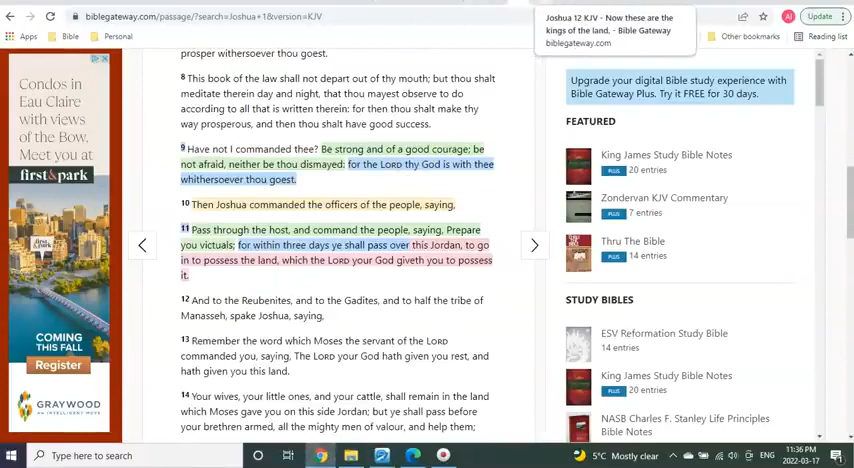 biblegateway.com/passage/?search=Joshua+1&version=KJV
Joshua 12 KJV - Now these are the
kings of the land, - Bible Gateway
biblegateway.com
AI
Update
Apps
Bible
Personal
Other bookmarks
Reading list
Condos in
Eau Claire
with views
of the Bow.
Meet you at
first&park
first
&park
COMING
THIS FALL
Register
GRAYWOOD
prosper withersoever thou goest.
8 This book of the law shall not depart out of thy mouth; but thou shalt
meditate therein day and night, that thou mayest observe to do
according to all that is written therein: for then thou shalt make thy
way prosperous, and then thou shalt have good success.
9 Have not I commanded thee? Be strong and of a good courage; be
not afraid, neither be thou dismayed: for the LORD thy God is with thee
whithersoever thou goest.
10 Then Joshua commanded the officers of the people, saying,
11 Pass through the host, and command the people, saying, Prepare
you victuals; for within three days ye shall pass over this Jordan, to go
in to possess the land, which the LORD your God giveth you to possess
it.
12 And to the Reubenites, and to the Gadites, and to half the tribe of
Manasseh, spake Joshua, saying,
13 Remember the word which Moses the servant of the LORD
commanded you, saying, The LORD your God hath given you rest, and
hath given you this land.
14 Your wives, your little ones, and your cattle, shall remain in the land
which Moses gave you on this side Jordan; but ye shall pass before
your brethren armed, all the mighty men of valour, and help them;
Upgrade your digital Bible study experience with
Bible Gateway Plus. Try it FREE for 30 days.
FEATURED
King James Study Bible Notes
PLUS 20 entries
Zondervan KJV Commentary
PLUS 7 entries
Thru The Bible
PLUS 14 entries
STUDY BIBLES
ESV Reformation Study Bible
14 entries
King James Study Bible Notes
PLUS 20 entries
NASB Charles F. Stanley Life Principles
Bible Notes
Type here to search
5°C Mostly clear
ENG
11:36 PM
2022-03-17